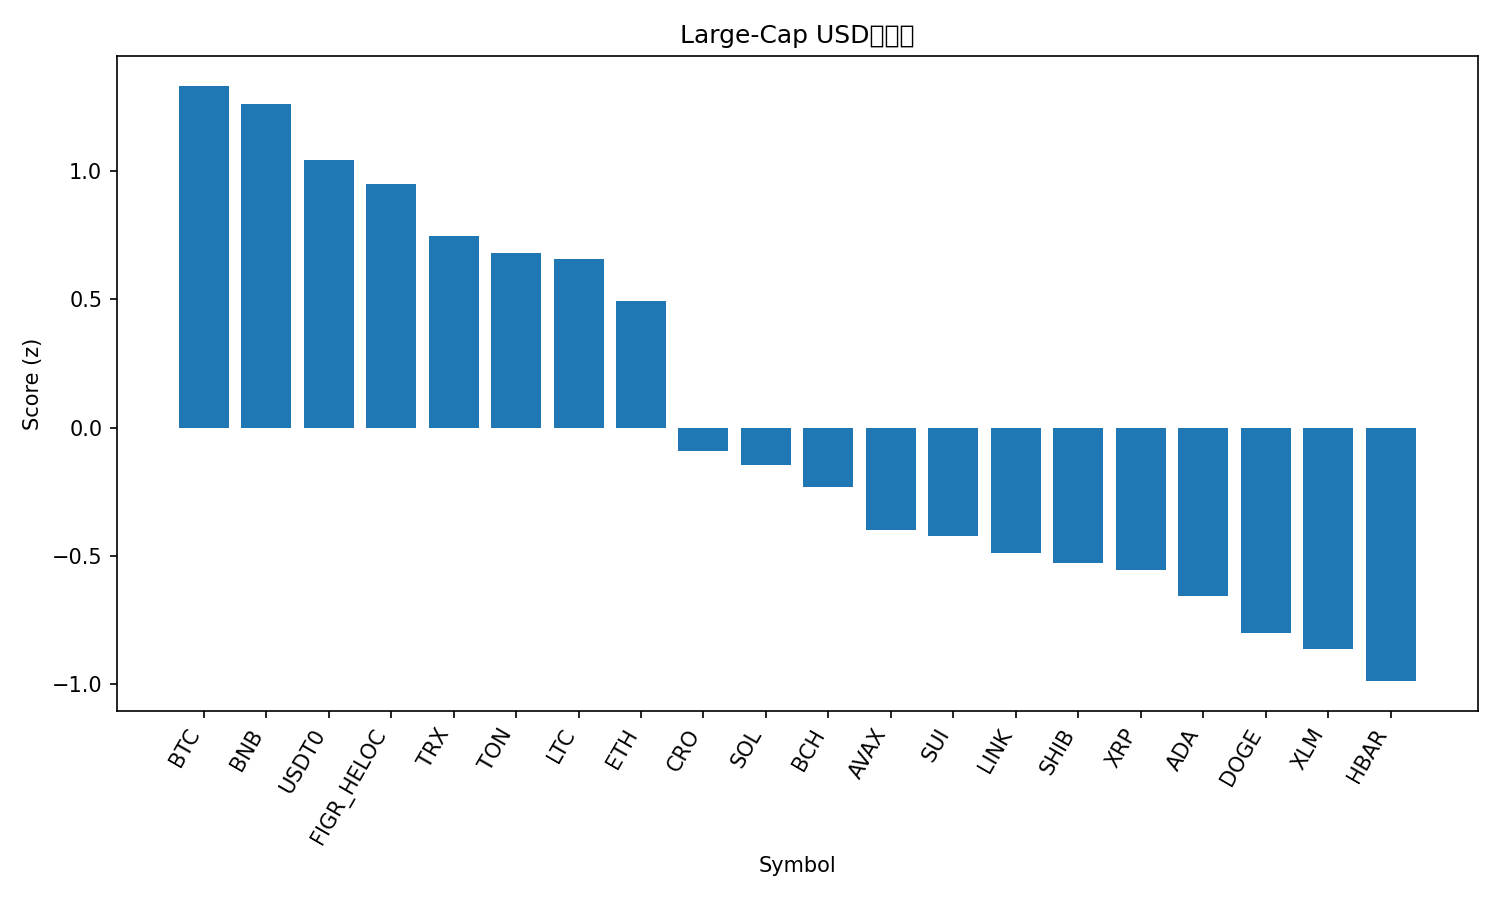 Large-Cap USD
Score (z)
1.0
0.5
0.0
−0.5
−1.0
BTC
BNB
USDT0
FIGR_HELOC
TRX
TON
LTC
ETH
CRO
SOL
BCH
AVAX
SUI
LINK
SHIB
XRP
ADA
DOGE
XLM
HBAR
Symbol